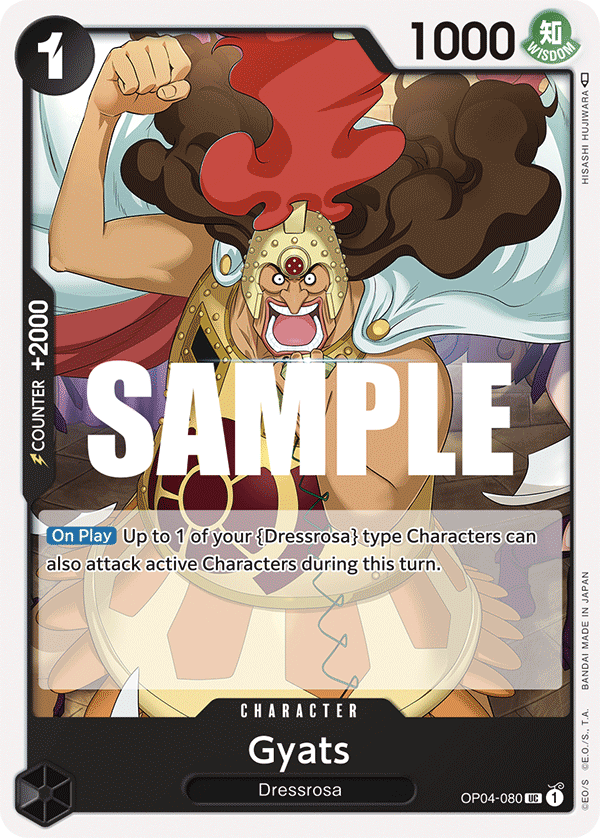 1
1000
知
WISDOM
HISASHI HUJIWARA
COUNTER +2000
SAMPLE
On Play Up to 1 of your {Dressrosa} type Characters can
also attack active Characters during this turn.
BANDAI MADE IN JAPAN
©E.O./S., T.A.
©EO/S
CHARACTER
Gyats
Dressrosa
OP04-080 UC 1